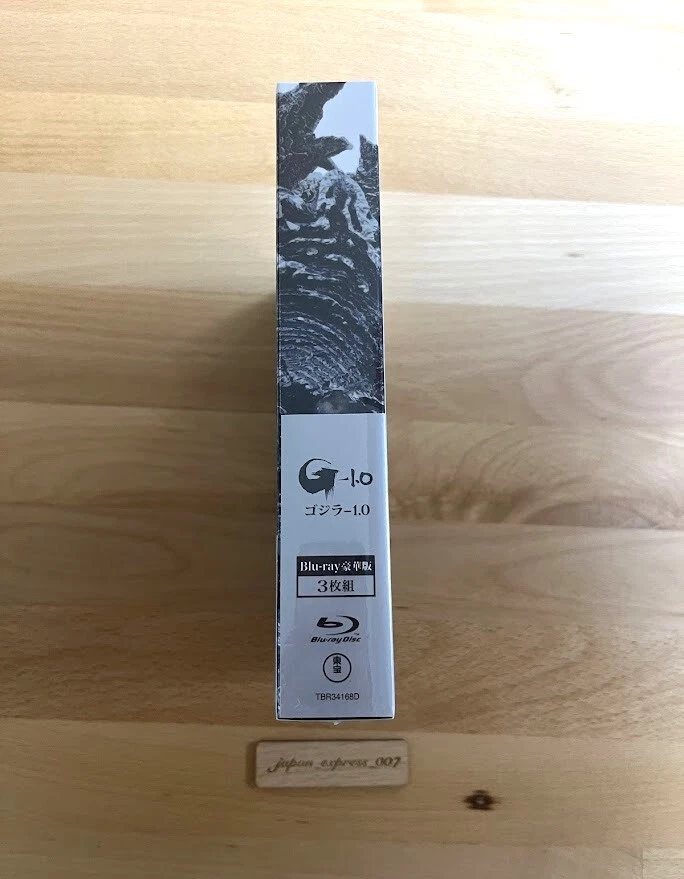 G-1.0
ゴジラ-1.0
Blu-ray豪華版
3枚組
Blu-ray Disc™
東宝
TBR34168D
japan_express_007